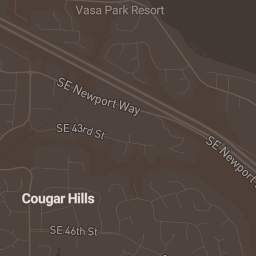 Vasa Park Resort
SE Newport Way
SE 43rd St
SE Newport
Cougar Hills
SE 46th St